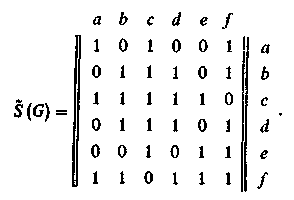 a b c d e f
1 0 1 0 0 1 a
0 1 1 1 0 1 b
S̃(G) = 1 1 1 1 1 0 c
0 1 1 1 0 1 d .
0 0 1 0 1 1 e
1 1 0 1 1 1 f